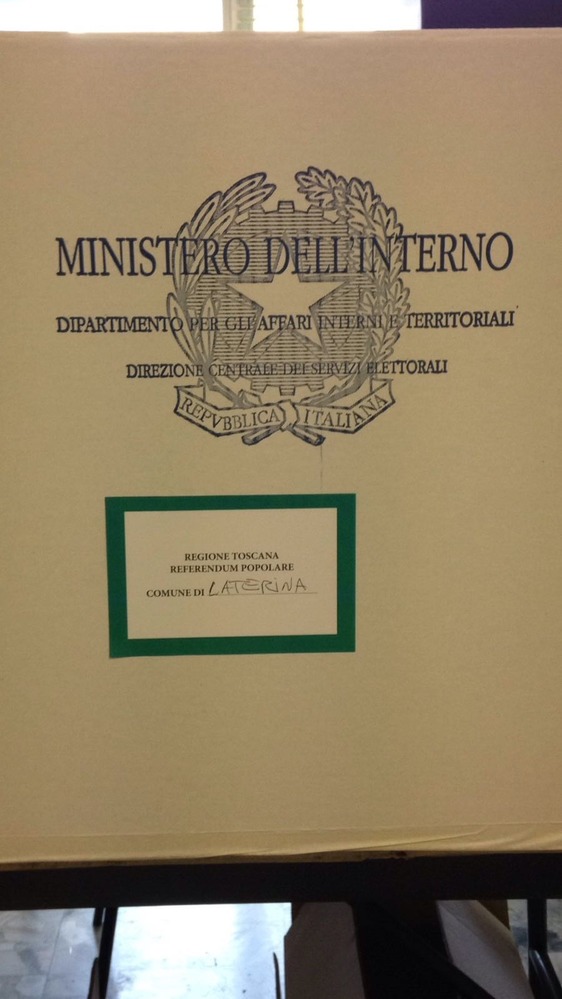 MINISTERO DELL'INTERNO
DIPARTIMENTO PER GLI AFFARI INTERNI E TERRITORIALI
DIREZIONE CENTRALE DEI SERVIZI ELETTORALI
REPVBBLICA ITALIANA
REGIONE TOSCANA
REFERENDUM POPOLARE
COMUNE DI LATERINA